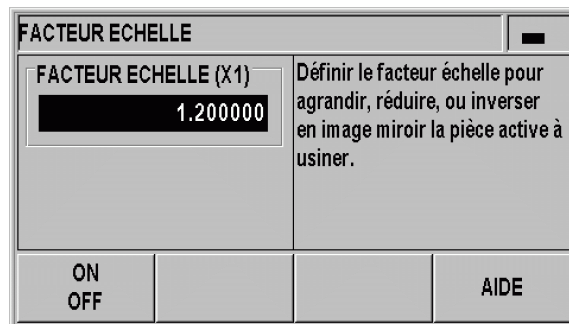 FACTEUR ECHELLE
FACTEUR ECHELLE (X1)
1.200000
Définir le facteur échelle pour
agrandir, réduire, ou inverser
en image miroir la pièce active à
usiner.
ON
OFF
AIDE